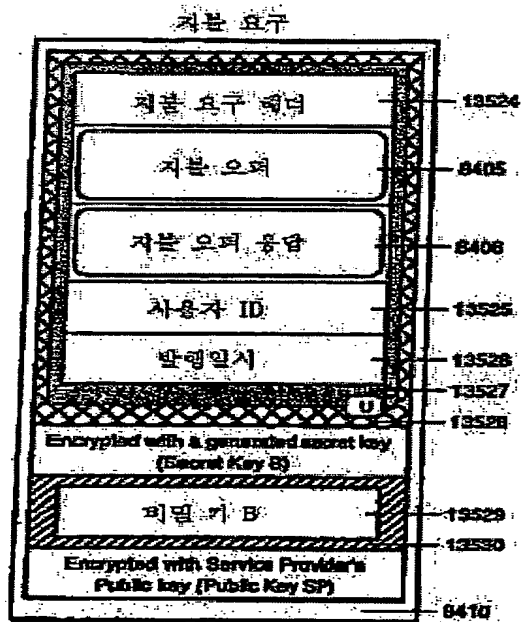 지불 요구
지불 요구 헤더
13524
지불 오퍼
8405
지불 오퍼 응답
8406
사용자 ID
13525
발행일시
13526
13527
U
13528
Encrypted with a generated secret key
(Secret Key B)
비밀 키 B
13529
13530
Encrypted with Service Provider's
Public key (Public Key SP)
8410